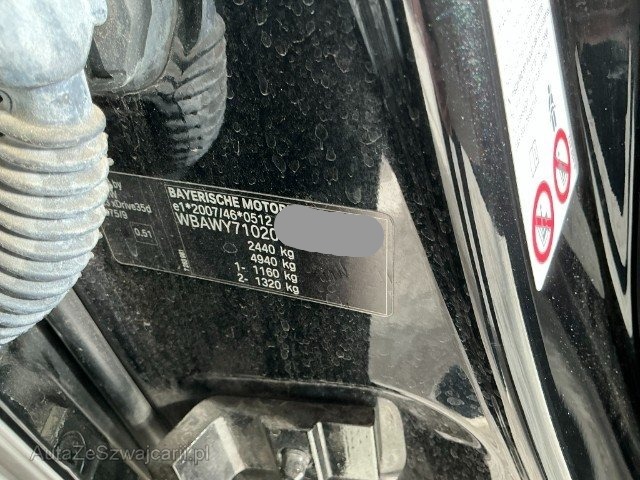 BAYERISCHE MOTOR
e1*2007/46*0512
WBAWY71020
2440 kg
4940 kg
1- 1160 kg
2- 1320 kg
xDrive35d
0.51
AutaZeSzwajcarii.pl